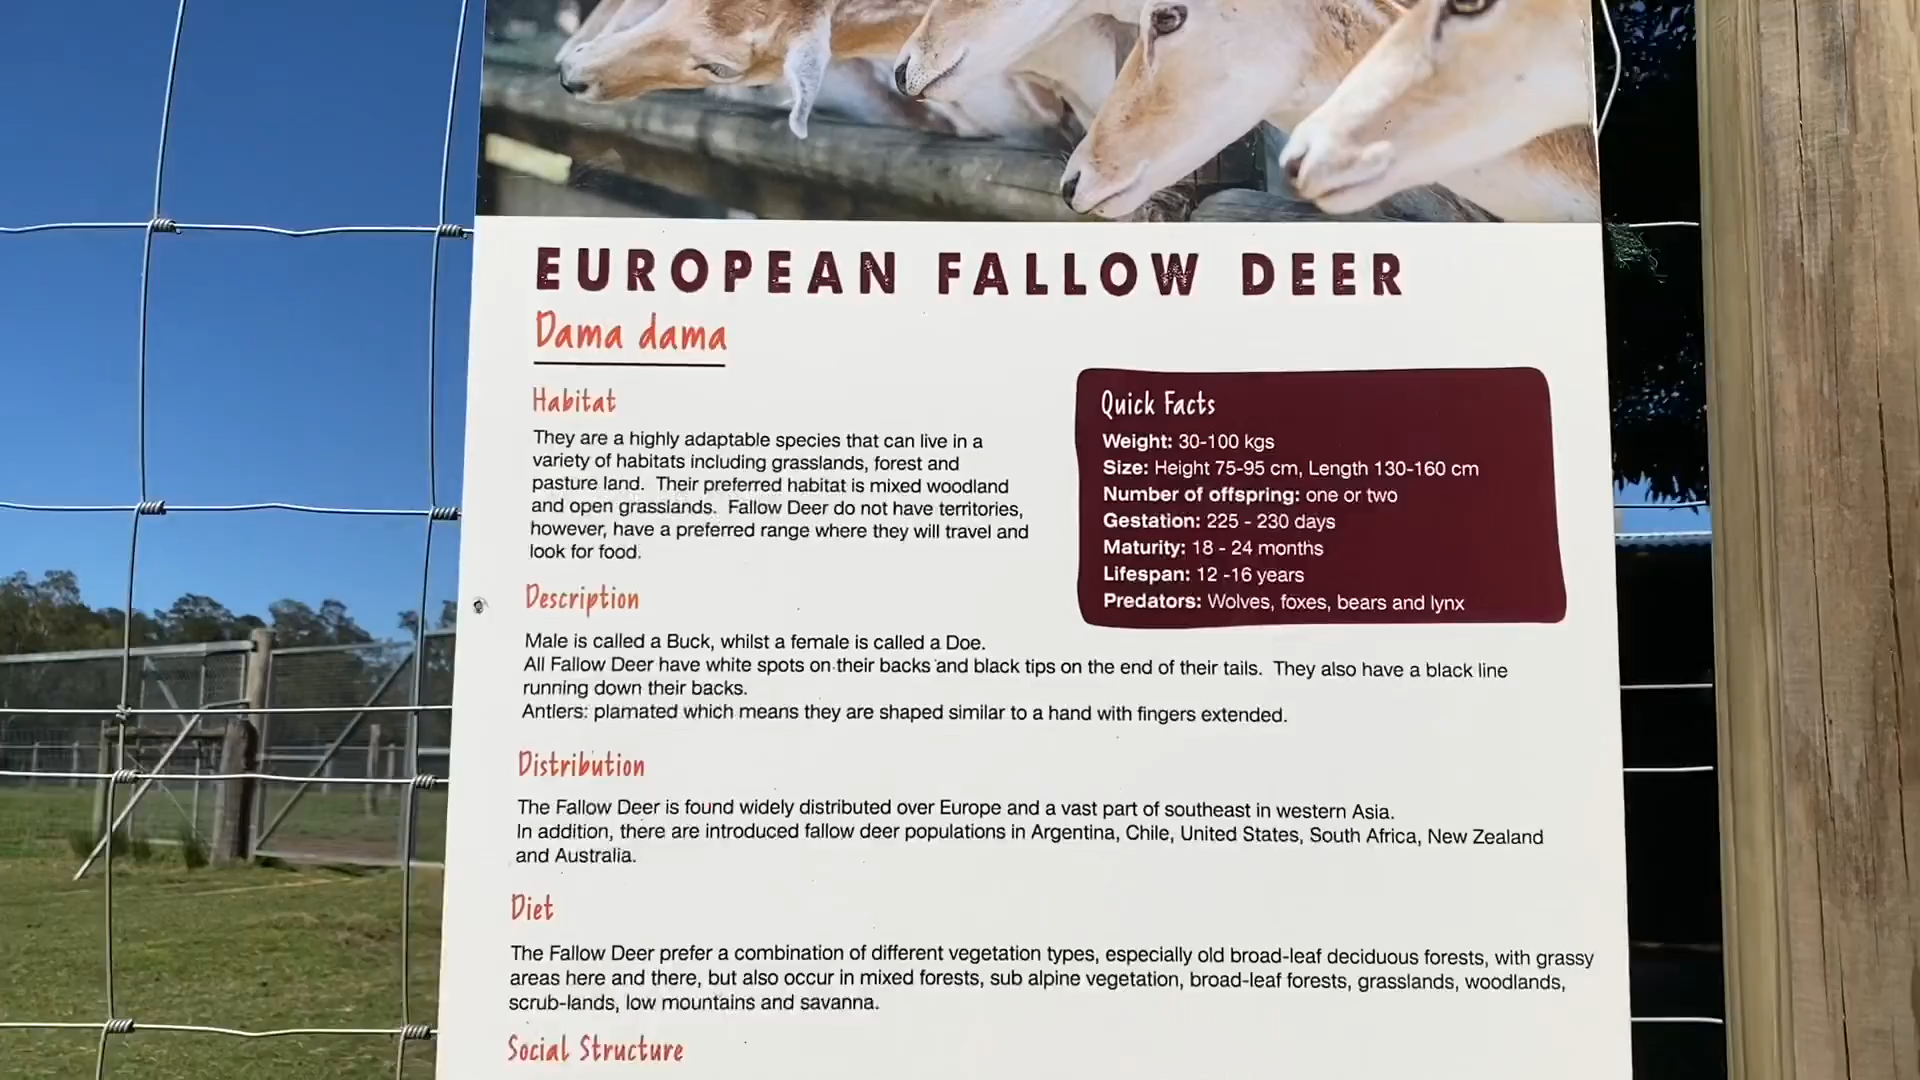 EUROPEAN FALLOW DEER
Dama dama
Habitat
They are a highly adaptable species that can live in a
variety of habitats including grasslands, forest and
pasture land. Their preferred habitat is mixed woodland
and open grasslands. Fallow Deer do not have territories,
however, have a preferred range where they will travel and
look for food.
Quick Facts
Weight: 30-100 kgs
Size: Height 75-95 cm, Length 130-160 cm
Number of offspring: one or two
Gestation: 225 - 230 days
Maturity: 18 - 24 months
Lifespan: 12 -16 years
Predators: Wolves, foxes, bears and lynx
Description
Male is called a Buck, whilst a female is called a Doe.
All Fallow Deer have white spots on their backs and black tips on the end of their tails. They also have a black line
running down their backs.
Antlers: plamated which means they are shaped similar to a hand with fingers extended.
Distribution
The Fallow Deer is found widely distributed over Europe and a vast part of southeast in western Asia.
In addition, there are introduced fallow deer populations in Argentina, Chile, United States, South Africa, New Zealand
and Australia.
Diet
The Fallow Deer prefer a combination of different vegetation types, especially old broad-leaf deciduous forests, with grassy
areas here and there, but also occur in mixed forests, sub alpine vegetation, broad-leaf forests, grasslands, woodlands,
scrub-lands, low mountains and savanna.
Social Structure